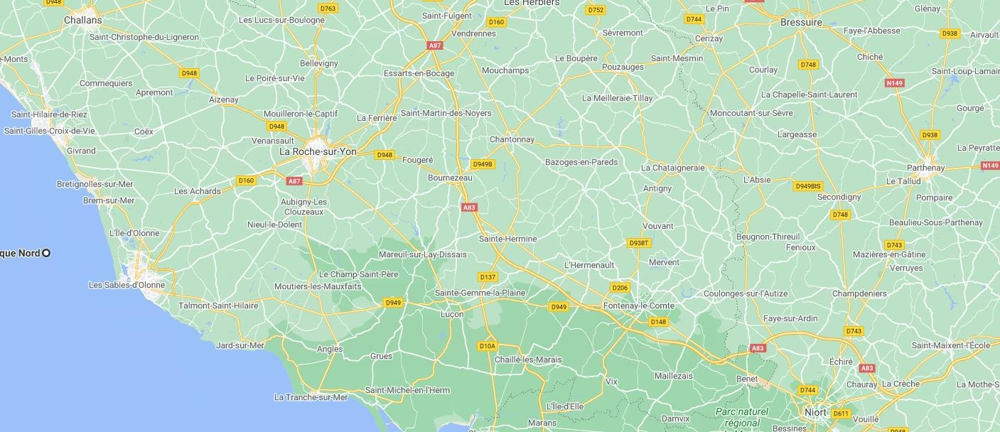 D948
Challans
D763
Les Lucs-sur-Boulogne
Saint-Fulgent
Les Herbiers
D160
D752
Le Pin
D744
Glénay
Bressuire
Saint-Christophe-du-Ligneron
Vendrennes
Sèvremont
Cerizay
Faye-l'Abbesse
D938
Airvault
A87
e-Monts
Bellevigny
Le Boupère
Saint-Mesmin
Chiché
D748
Pouzauges
D948
Essarts-en-Bocage
Mouchamps
Courlay
Saint-Loup-Lamair
Commequiers
Le Poiré-sur-Vie
N149
Apremont
Aizenay
La Meilleraie-Tillay
La Chapelle-Saint-Laurent
Saint-Hilaire-de-Riez
Mouilleron-le-Captif
La Ferrière
Saint-Martin-des-Noyers
Moncoutant-sur-Sèvre
Gourgé
Saint-Gilles-Croix-de-Vie
Coëx
D948
Venansault
Chantonnay
Largeasse
D938
Givrand
La Roche-sur-Yon
D948
Fougeré
D949B
Bazoges-en-Pareds
La Chataigneraie
La Peyratte
Parthenay
N149
Bretignolles-sur-Mer
D160
A87
Bournezeau
L'Absie
D949BIS
Le Tallud
Les Achards
Antigny
Brem-sur-Mer
Aubigny-Les
Clouzeaux
Secondigny
Pompaire
A83
D748
Nieul-le-Dolent
Vouvant
Beaulieu-Sous-Parthenay
L'Île-d'Olonne
Sainte-Hermine
D938T
Beugnon-Thireuil
Fenioux
D743
que Nord
Mareuil-sur-Lay-Dissais
Mazières-en-Gâtine
L'Hermenault
Mervent
Verruyes
Le Champ-Saint-Père
D137
Les Sables-d'Olonne
Moutiers-les-Mauxfaits
Sainte-Gemme-la-Plaine
D206
Coulonges-sur-l'Autize
Champdeniers
Talmont-Saint-Hilaire
D949
D949
Fontenay-le-Comte
Luçon
D148
Faye-sur-Ardin
D743
Jard-sur-Mer
Angles
Grues
D10A
Chaillé-les-Marais
A83
Saint-Maixent-l'École
Échiré
A83
Maillezais
La Tranche-sur-Mer
Saint-Michel-en-l'Herm
Vix
Benet
Chauray
La Crèche
La Mothe-S
D744
L'Île-d'Elle
Parc naturel
régional
Niort
D611
Vouillé
Marans
Damvix
Bessines
D948